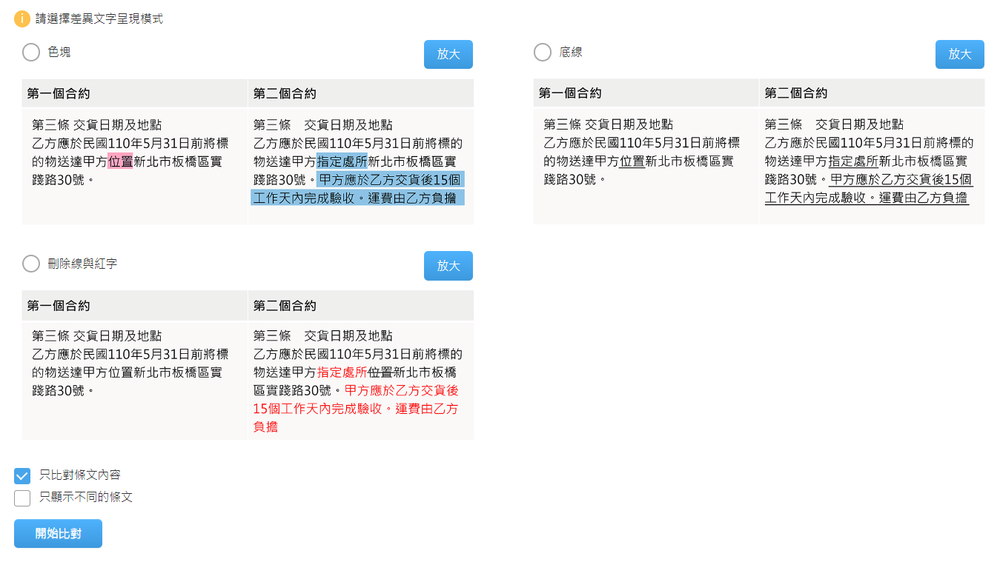 請選擇差異文字呈現模式
色塊
放大
第一個合約
第二個合約
第三條 交貨日期及地點
乙方應於民國110年5月31日前將標
的物送達甲方位置新北市板橋區實
踐路30號。
第三條　交貨日期及地點
乙方應於民國110年5月31日前將標的
物送達甲方指定處所新北市板橋區實
踐路30號。甲方應於乙方交貨後15個
工作天內完成驗收。運費由乙方負擔
底線
放大
第一個合約
第二個合約
第三條 交貨日期及地點
乙方應於民國110年5月31日前將標
的物送達甲方位置新北市板橋區實
踐路30號。
第三條　交貨日期及地點
乙方應於民國110年5月31日前將標的
物送達甲方指定處所新北市板橋區實
踐路30號。甲方應於乙方交貨後15個
工作天內完成驗收。運費由乙方負擔
刪除線與紅字
放大
第一個合約
第二個合約
第三條 交貨日期及地點
乙方應於民國110年5月31日前將標
的物送達甲方位置新北市板橋區實
踐路30號。
第三條　交貨日期及地點
乙方應於民國110年5月31日前將標的
物送達甲方指定處所位置新北市板橋
區實踐路30號。甲方應於乙方交貨後
15個工作天內完成驗收。運費由乙方
負擔
只比對條文內容
只顯示不同的條文
開始比對